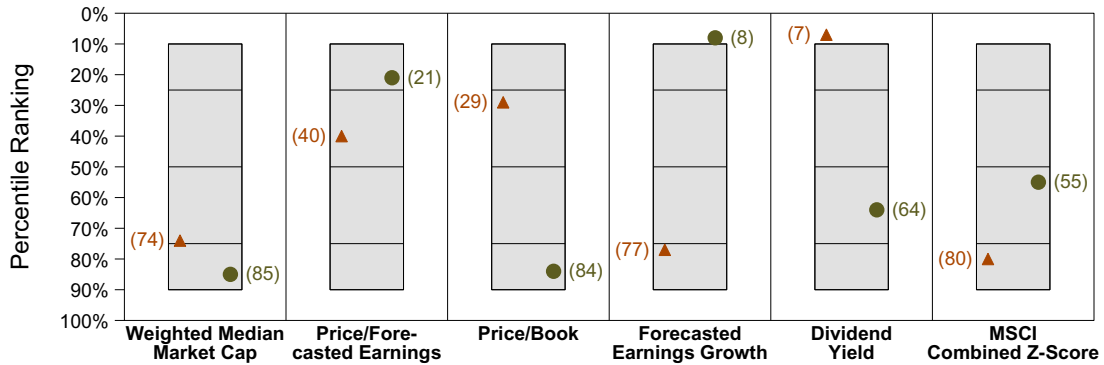 Percentile Ranking
0%
10%
20%
30%
40%
50%
60%
70%
80%
90%
100%
(74)
(85)
(40)
(21)
(29)
(84)
(77)
(8)
(7)
(64)
(80)
(55)
Weighted Median
Market Cap
Price/Fore-
casted Earnings
Price/Book
Forecasted
Earnings Growth
Dividend
Yield
MSCI
Combined Z-Score